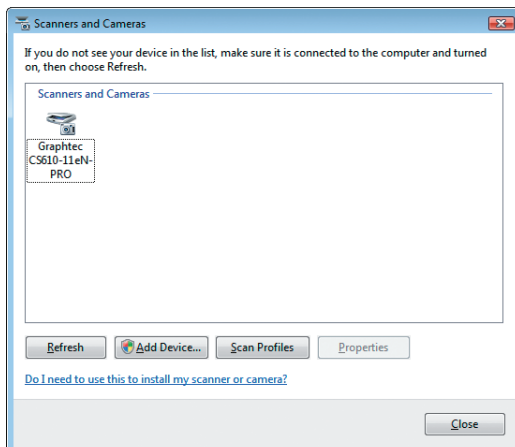 Scanners and Cameras
If you do not see your device in the list, make sure it is connected to the computer and turned
on, then choose Refresh.
Scanners and Cameras
Graphtec
CS610-11eN-
PRO
Refresh
Add Device...
Scan Profiles
Properties
Do I need to use this to install my scanner or camera?
Close